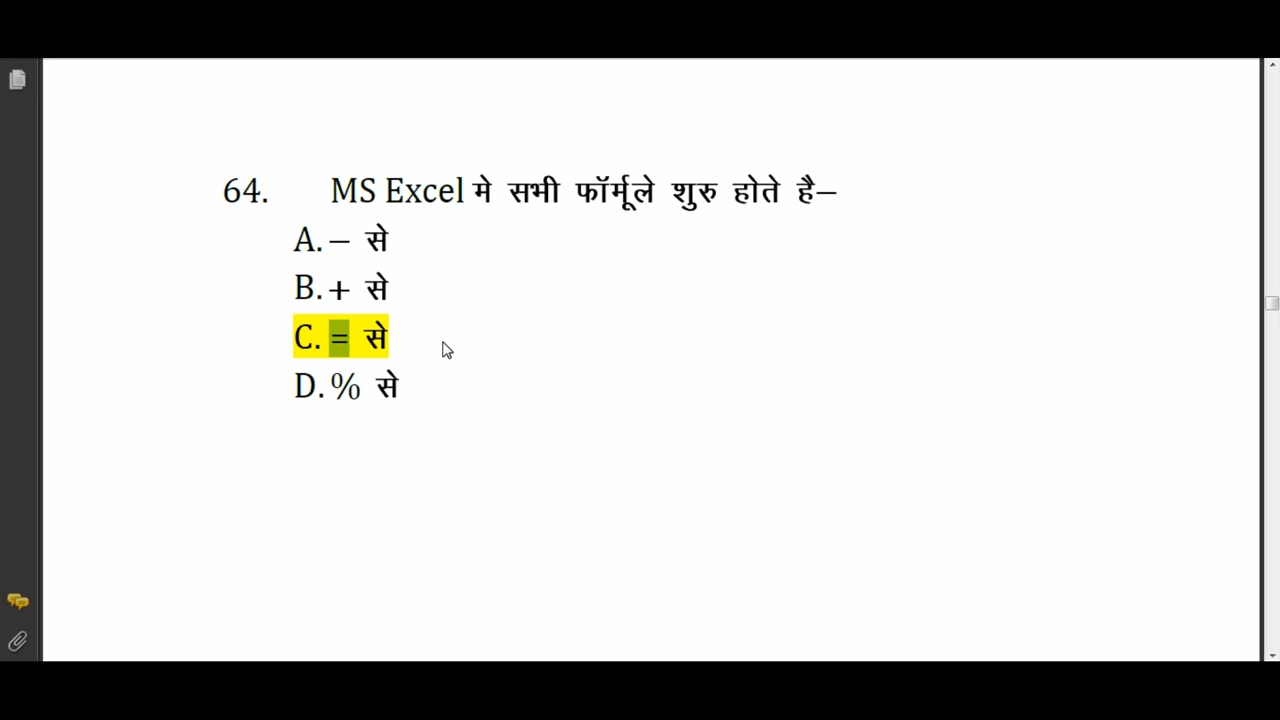 64. MS Excel मे सभी फॉर्मूले शुरु होते है–
A. – से
B. + से
C. = से
D. % से